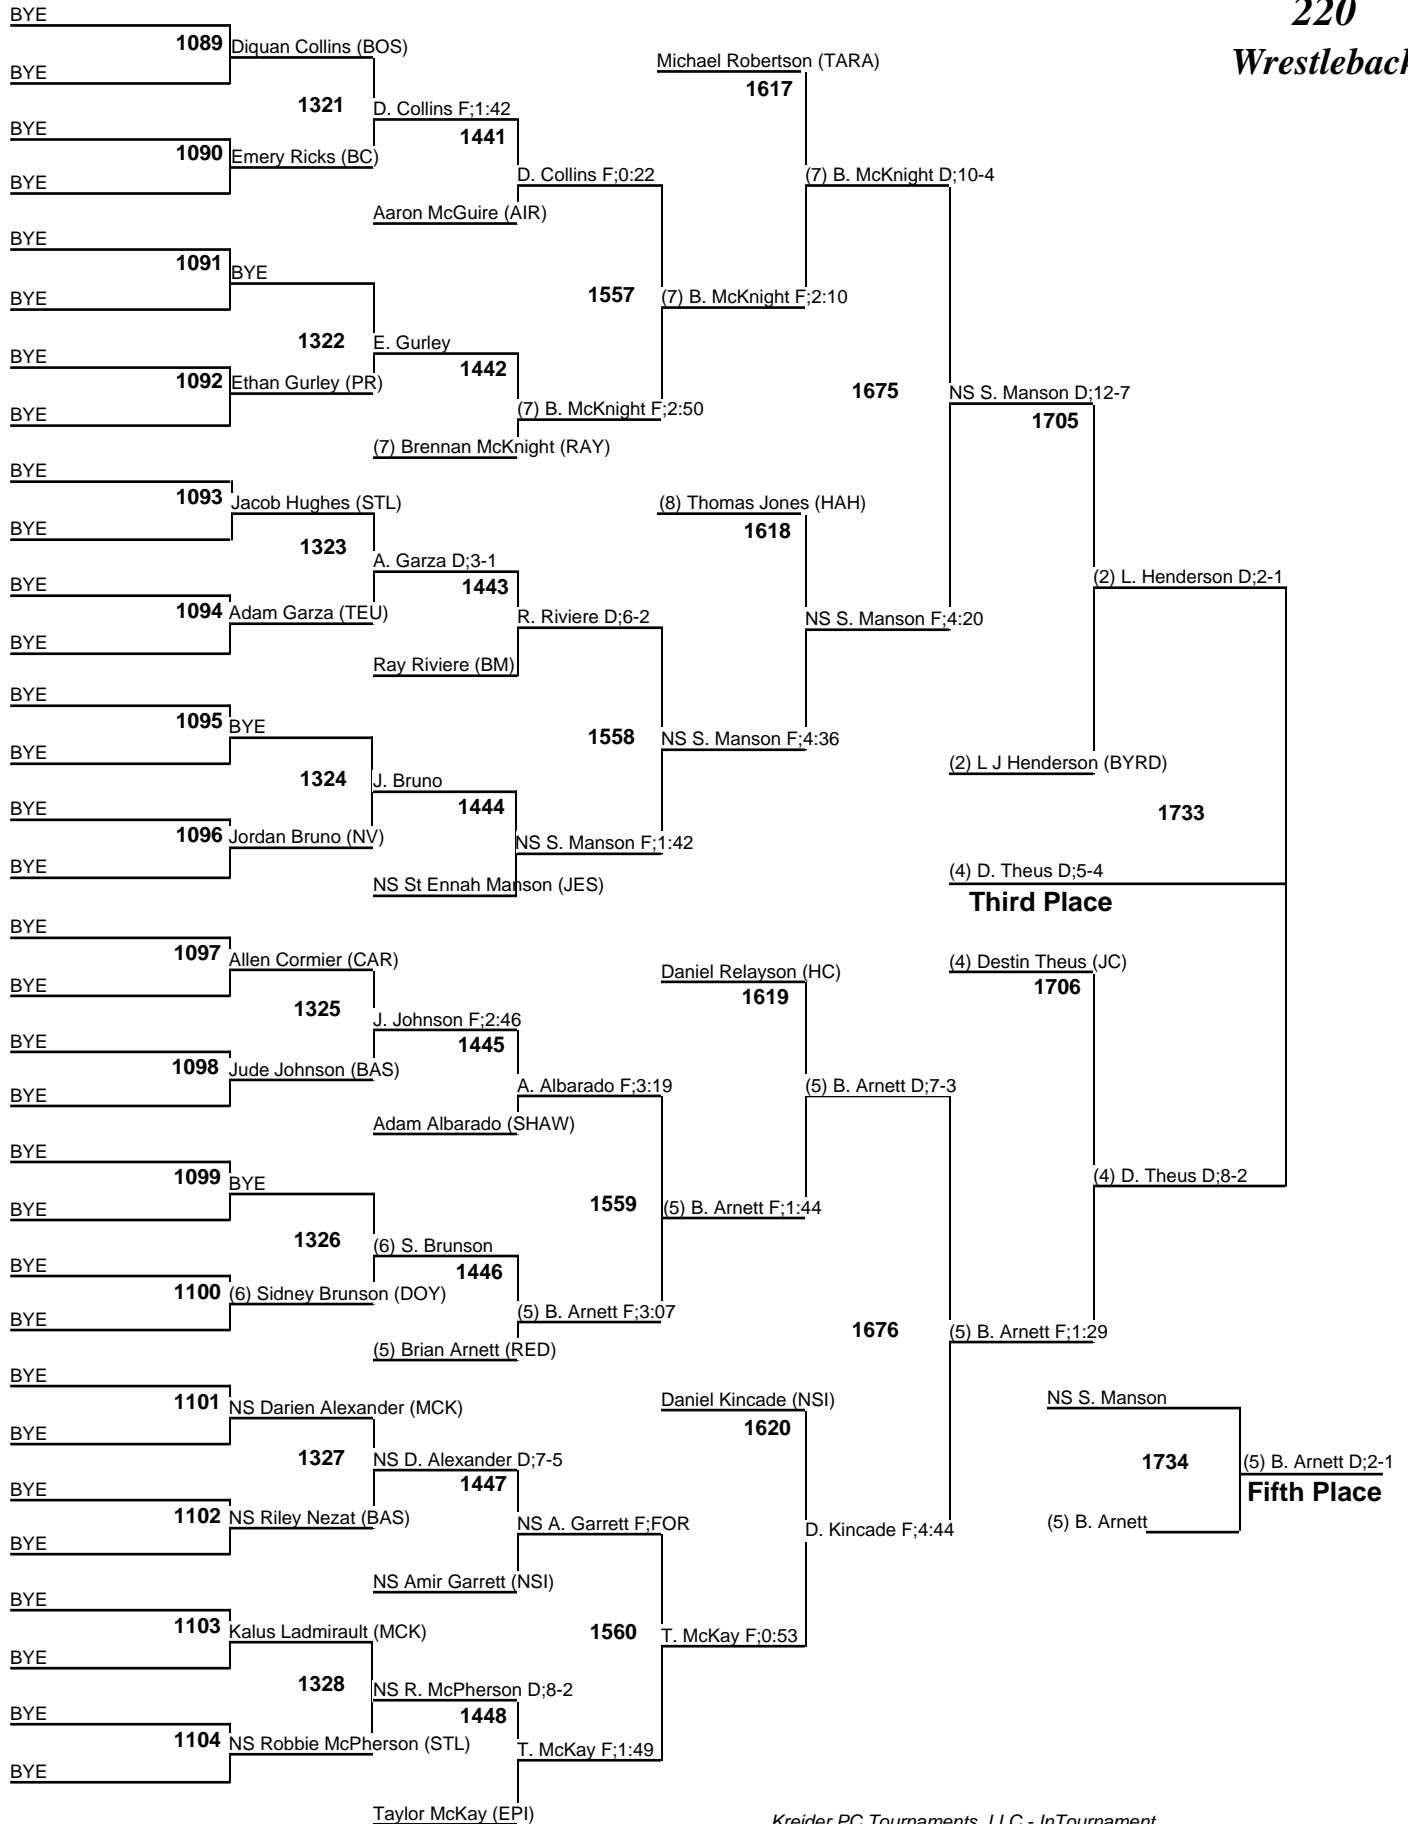 220
Wrestleback
BYE
1089
Diquan Collins (BOS)
BYE
1321
D. Collins F;1:42
BYE
1090
Emery Ricks (BC)
BYE
1441
D. Collins F;0:22
Aaron McGuire (AIR)
BYE
1091
BYE
BYE
1322
E. Gurley
BYE
1092
Ethan Gurley (PR)
BYE
1442
(7) B. McKnight F;2:50
(7) Brennan McKnight (RAY)
1557
(7) B. McKnight F;2:10
Michael Robertson (TARA)
1617
(7) B. McKnight D;10-4
BYE
1093
Jacob Hughes (STL)
BYE
1323
A. Garza D;3-1
BYE
1094
Adam Garza (TEU)
BYE
1443
R. Riviere D;6-2
Ray Riviere (BM)
BYE
1095
BYE
BYE
1324
J. Bruno
BYE
1096
Jordan Bruno (NV)
BYE
1444
NS S. Manson F;1:42
NS St Ennah Manson (JES)
1558
NS S. Manson F;4:36
(8) Thomas Jones (HAH)
1618
NS S. Manson F;4:20
1675
NS S. Manson D;12-7
1705
(2) L. Henderson D;2-1
(2) L J Henderson (BYRD)
1733
(4) D. Theus D;5-4
Third Place
BYE
1097
Allen Cormier (CAR)
BYE
1325
J. Johnson F;2:46
BYE
1098
Jude Johnson (BAS)
BYE
1445
A. Albarado F;3:19
Adam Albarado (SHAW)
BYE
1099
BYE
BYE
1326
(6) S. Brunson
BYE
1100
(6) Sidney Brunson (DOY)
BYE
1446
(5) B. Arnett F;3:07
(5) Brian Arnett (RED)
1559
(5) B. Arnett F;1:44
Daniel Relayson (HC)
1619
(5) B. Arnett D;7-3
(4) Destin Theus (JC)
1706
(4) D. Theus D;8-2
1676
(5) B. Arnett F;1:29
BYE
1101
NS Darien Alexander (MCK)
BYE
1327
NS D. Alexander D;7-5
BYE
1102
NS Riley Nezat (BAS)
BYE
1447
NS A. Garrett F;FOR
NS Amir Garrett (NSI)
BYE
1103
Kalus Ladmirault (MCK)
BYE
1328
NS R. McPherson D;8-2
BYE
1104
NS Robbie McPherson (STL)
BYE
1448
T. McKay F;1:49
Taylor McKay (EPI)
1560
T. McKay F;0:53
Daniel Kincade (NSI)
1620
D. Kincade F;4:44
NS S. Manson
1734
(5) B. Arnett D;2-1
Fifth Place
(5) B. Arnett
Kreider PC Tournaments, LLC - InTournament